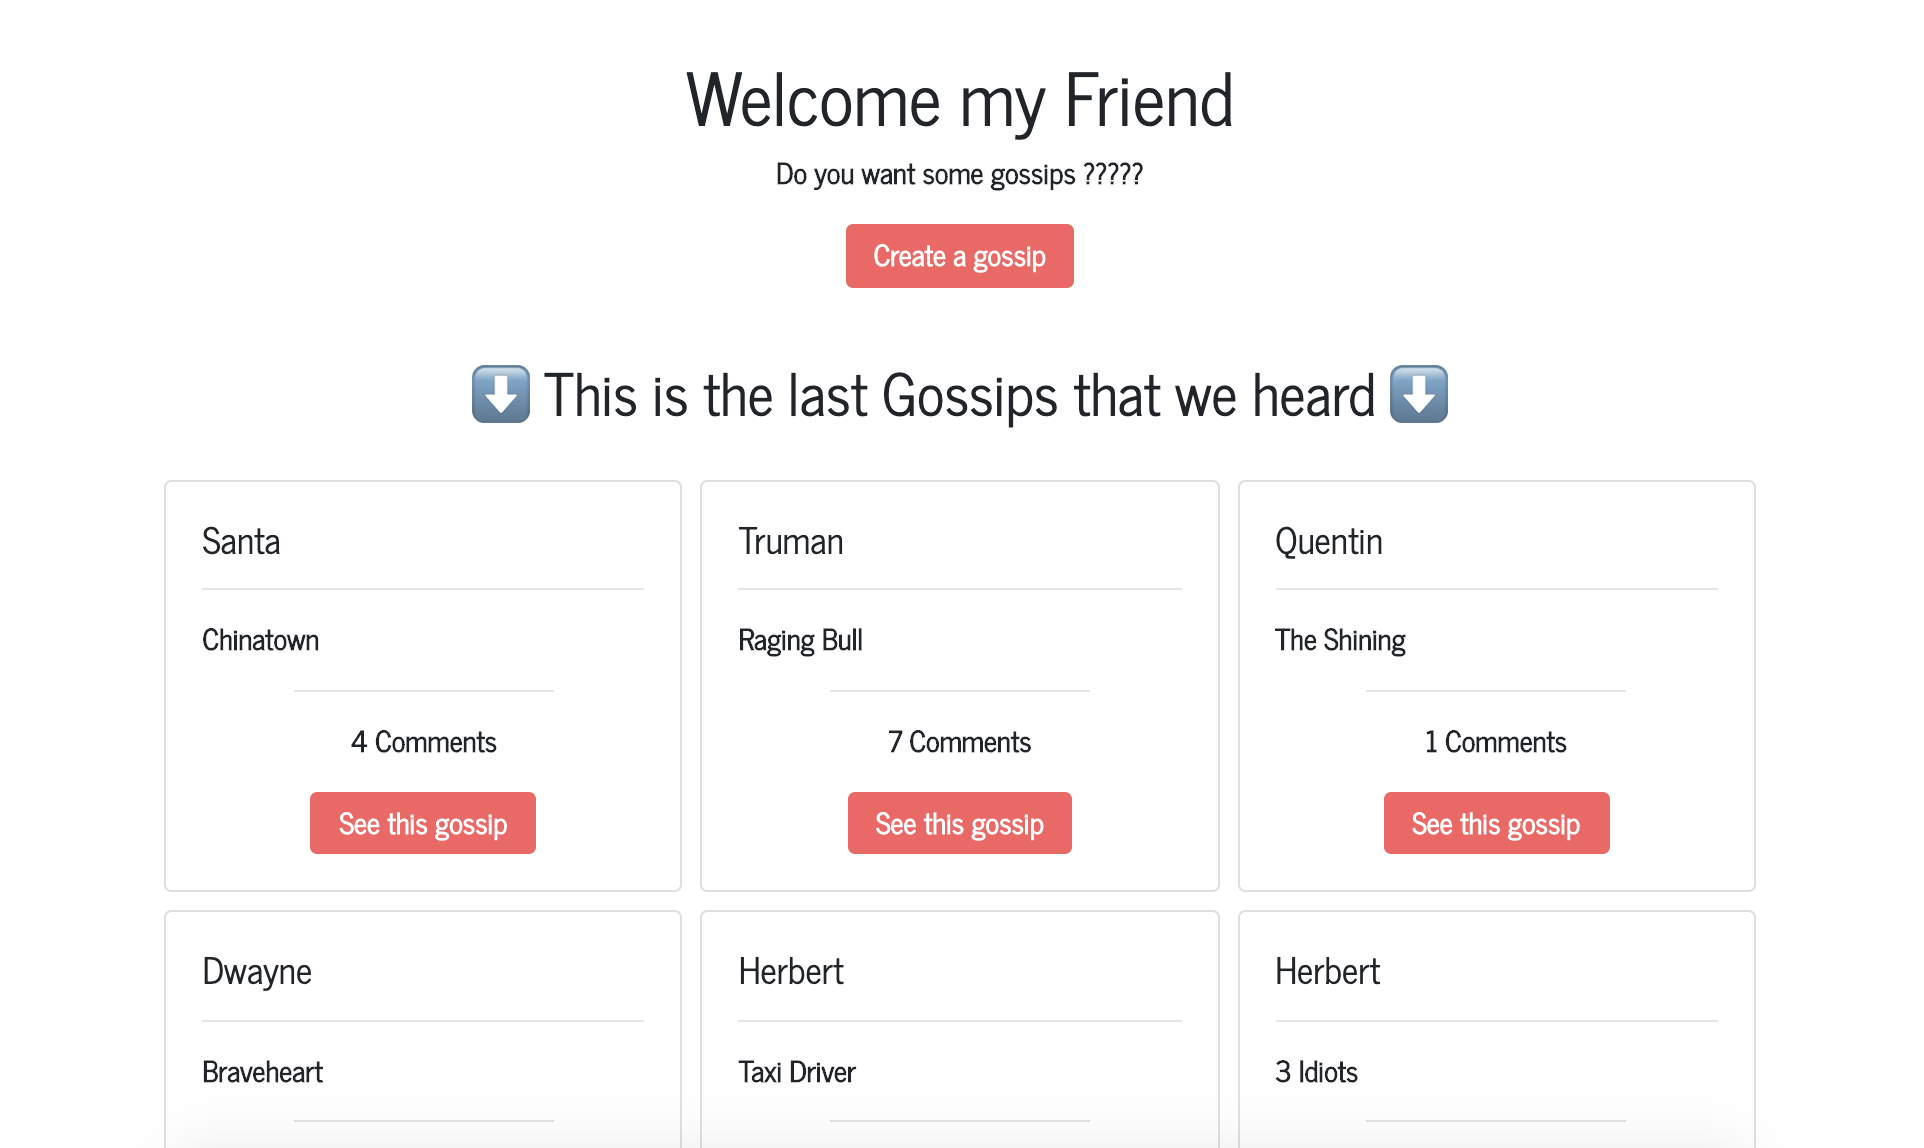 Welcome my Friend
Do you want some gossips ?????
Create a gossip
⬇️ This is the last Gossips that we heard ⬇️
Santa
Chinatown
4 Comments
See this gossip
Truman
Raging Bull
7 Comments
See this gossip
Quentin
The Shining
1 Comments
See this gossip
Dwayne
Braveheart
Herbert
Taxi Driver
Herbert
3 Idiots